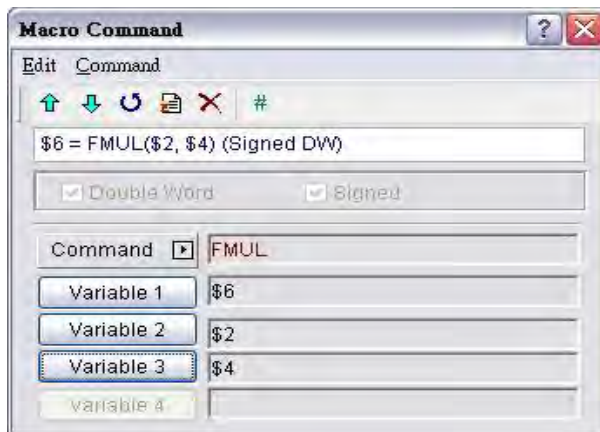 Macro Command
Edit Command
#
$6 = FMUL($2, $4) (Signed DW)
Double Word Signed
Command FMUL
Variable 1 $6
Variable 2 $2
Variable 3 $4
Variable 4